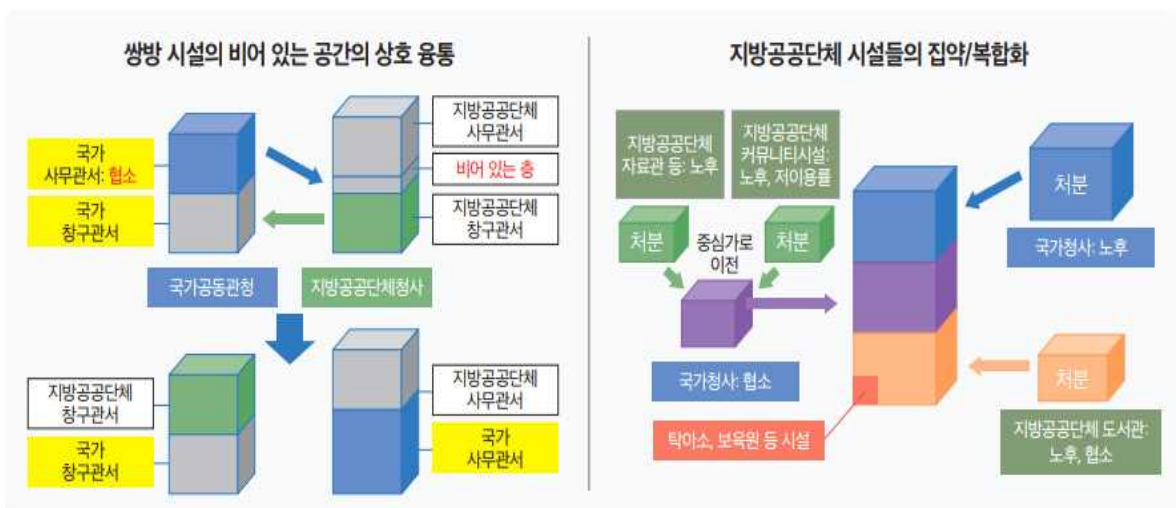 쌍방 시설의 비어 있는 공간의 상호 융통
지방공공단체
사무관서
국가
사무관서: 협소
비어 있는 층
국가
창구관서
지방공공단체
창구관서
국가공동관청
지방공공단체청사
지방공공단체
창구관서
지방공공단체
사무관서
국가
창구관서
국가
사무관서
지방공공단체 시설들의 집약/복합화
지방공공단체
자료관 등: 노후
지방공공단체
커뮤니티시설:
노후, 저이용률
처분
처분
중심가로
이전
처분
국가청사: 노후
국가청사: 협소
처분
탁아소, 보육원 등 시설
지방공공단체 도서관:
노후, 협소